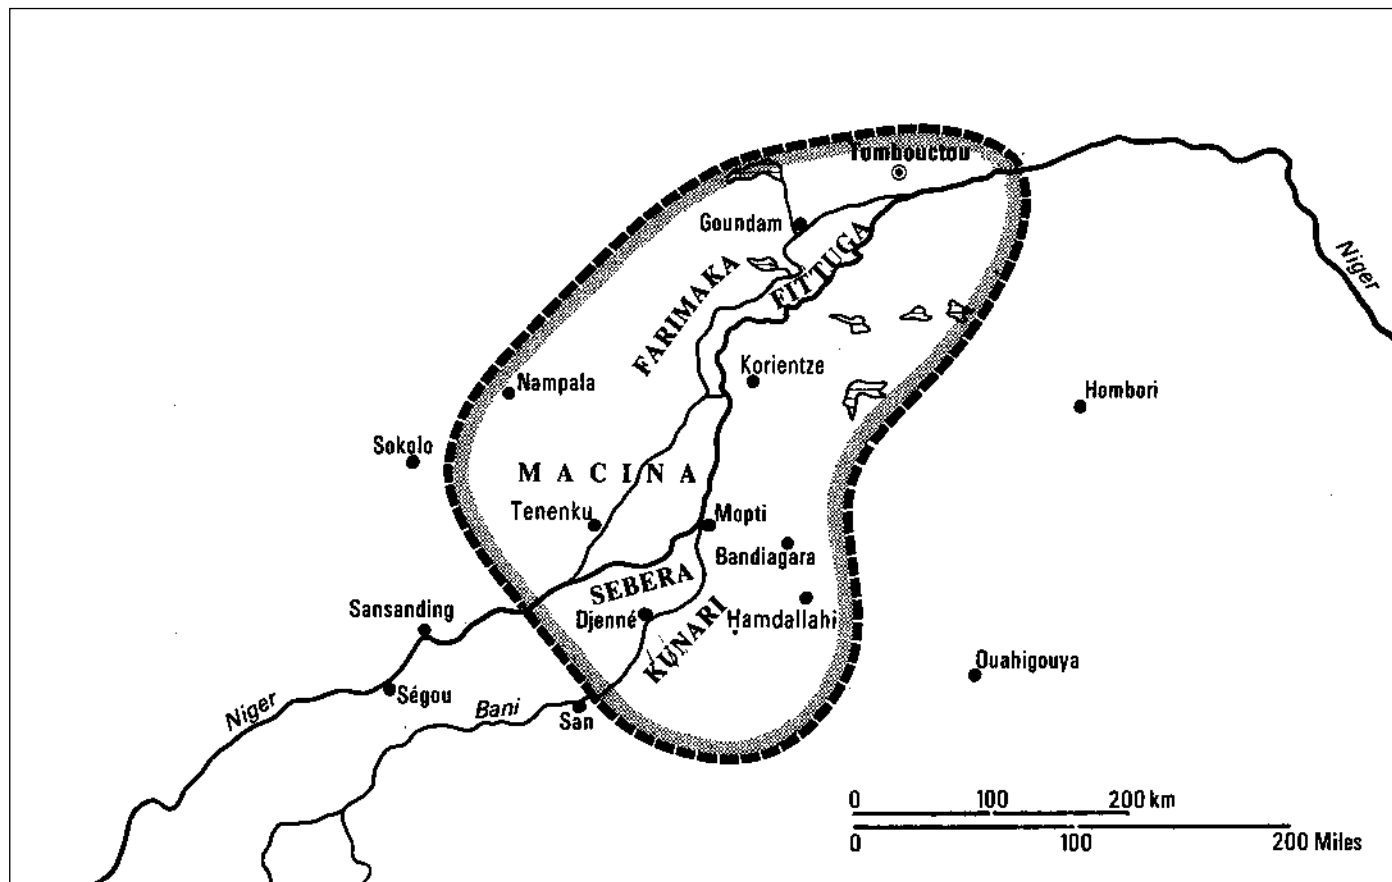 Tombouctou
Goundam
FITTUGA
Niger
FARIMAKA
Korientze
Nampala
Hombori
Sokolo
MACINA
Tenenku
Mopti
Bandiagara
SEBERA
Sansanding
Djenné
Hamdallahi
KUNARI
Ouahigouya
Ségou
Niger
Bani
San
0 100 200 km
0 100 200 Miles